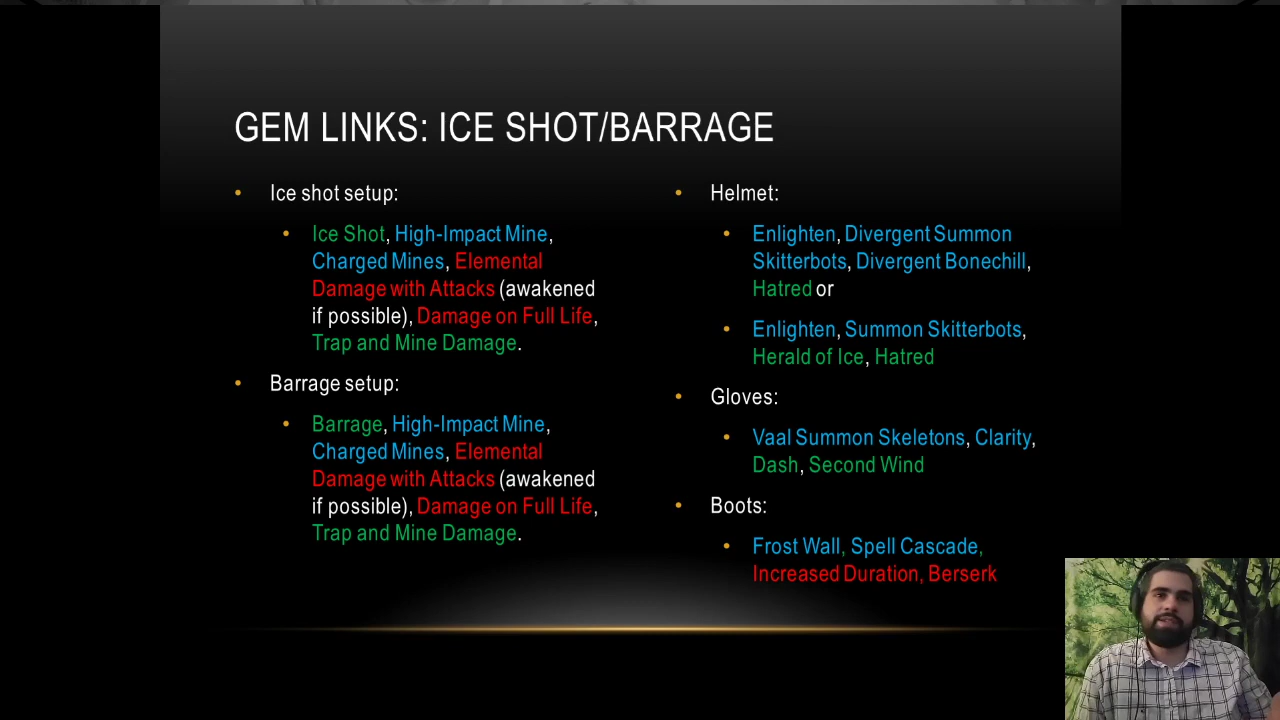 GEM LINKS: ICE SHOT/BARRAGE
• Ice shot setup:
• Ice Shot, High-Impact Mine,
Charged Mines, Elemental
Damage with Attacks (awakened
if possible), Damage on Full Life,
Trap and Mine Damage.
• Barrage setup:
• Barrage, High-Impact Mine,
Charged Mines, Elemental
Damage with Attacks (awakened
if possible), Damage on Full Life,
Trap and Mine Damage.
• Helmet:
• Enlighten, Divergent Summon
Skitterbots, Divergent Bonechill,
Hatred or
• Enlighten, Summon Skitterbots,
Herald of Ice, Hatred
• Gloves:
• Vaal Summon Skeletons, Clarity,
Dash, Second Wind
• Boots:
• Frost Wall, Spell Cascade,
Increased Duration, Berserk